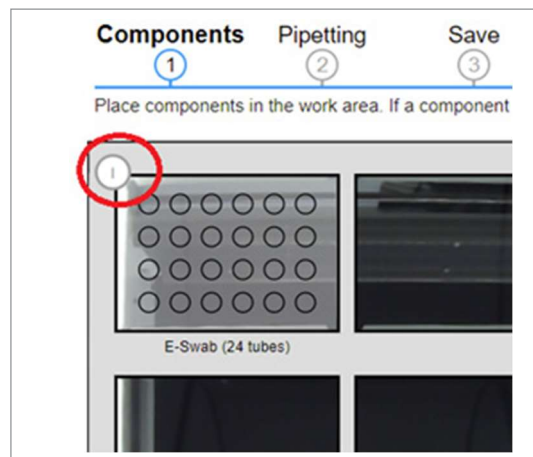 Components Pipetting Save
1 2 3
Place components in the work area. If a component
I
E-Swab (24 tubes)